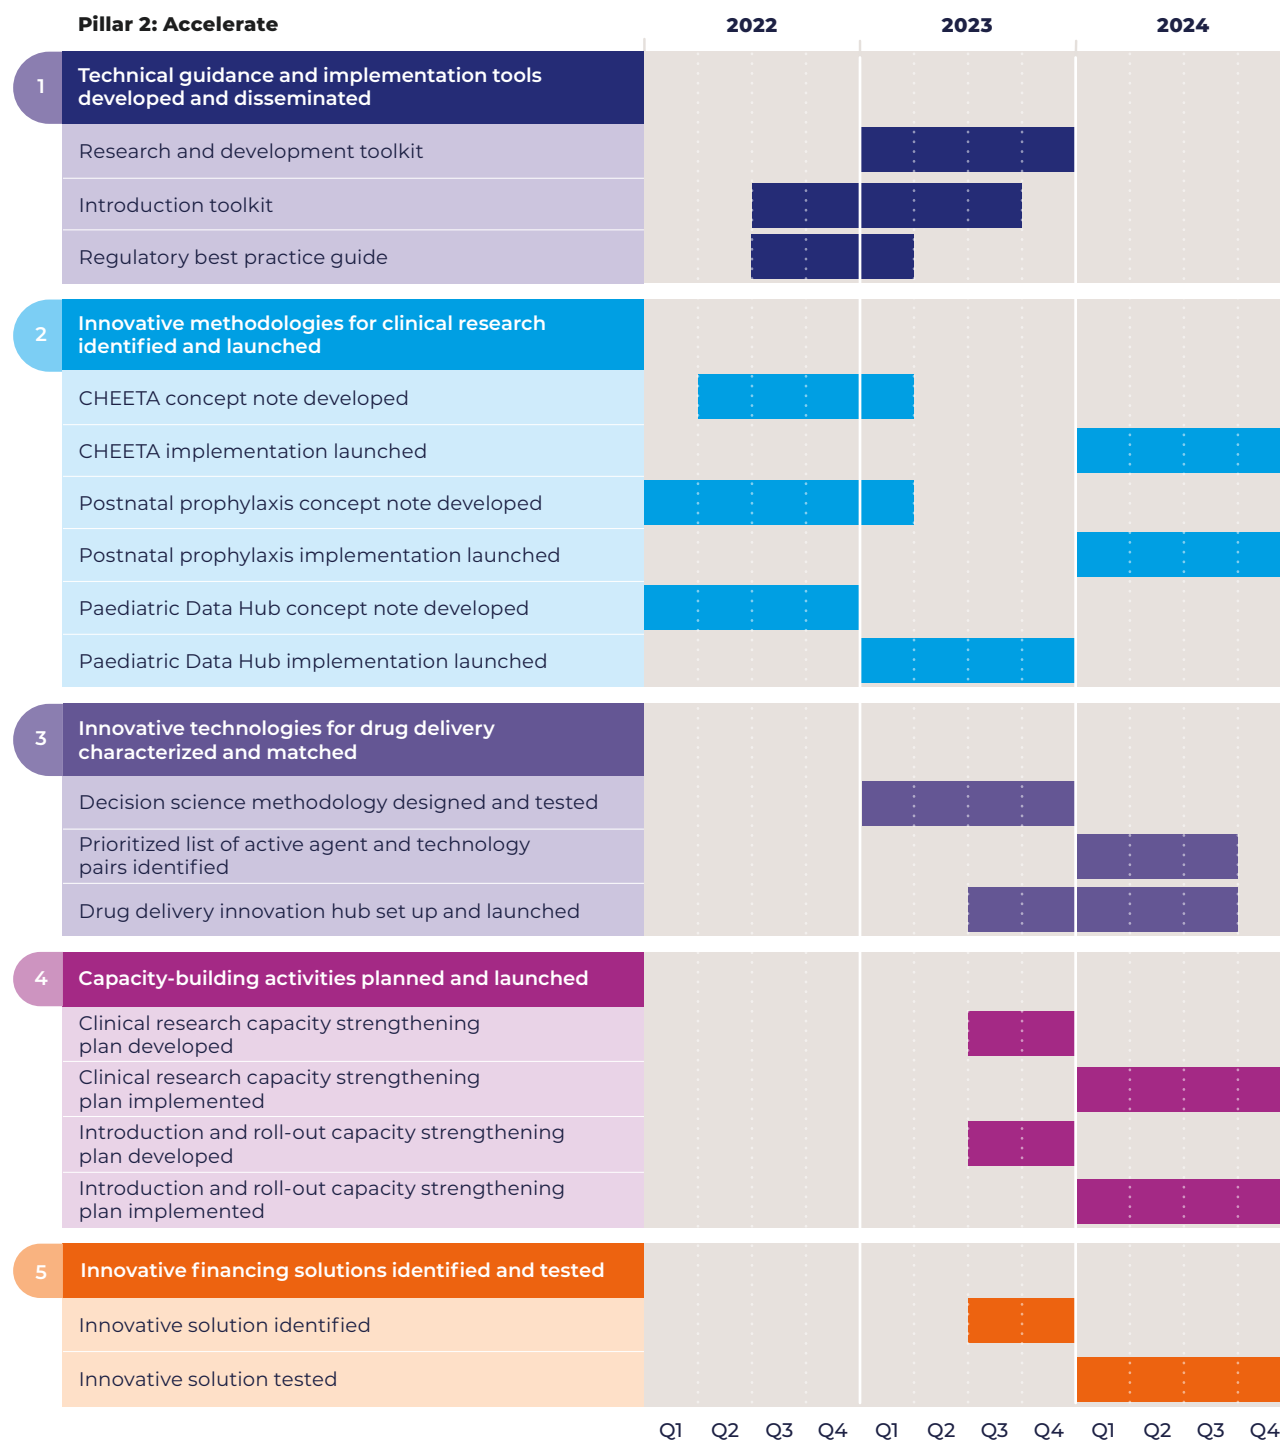 Pillar 2: Accelerate
2022
2023
2024
1
Technical guidance and implementation tools
developed and disseminated
Research and development toolkit
Introduction toolkit
Regulatory best practice guide
2
Innovative methodologies for clinical research
identified and launched
CHEETA concept note developed
CHEETA implementation launched
Postnatal prophylaxis concept note developed
Postnatal prophylaxis implementation launched
Paediatric Data Hub concept note developed
Paediatric Data Hub implementation launched
3
Innovative technologies for drug delivery
characterized and matched
Decision science methodology designed and tested
Prioritized list of active agent and technology
pairs identified
Drug delivery innovation hub set up and launched
4
Capacity-building activities planned and launched
Clinical research capacity strengthening
plan developed
Clinical research capacity strengthening
plan implemented
Introduction and roll-out capacity strengthening
plan developed
Introduction and roll-out capacity strengthening
plan implemented
5
Innovative financing solutions identified and tested
Innovative solution identified
Innovative solution tested
Q1 Q2 Q3 Q4 Q1 Q2 Q3 Q4 Q1 Q2 Q3 Q4